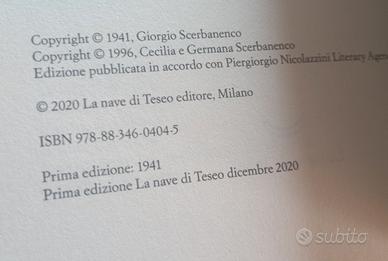 Copyright © 1941, Giorgio Scerbanenco
Copyright © 1996, Cecilia e Germana Scerbanenco
Edizione pubblicata in accordo con Piergiorgio Nicolazzini Literary Agen
© 2020 La nave di Teseo editore, Milano
ISBN 978-88-346-0404-5
Prima edizione: 1941
Prima edizione La nave di Teseo dicembre 2020
subito